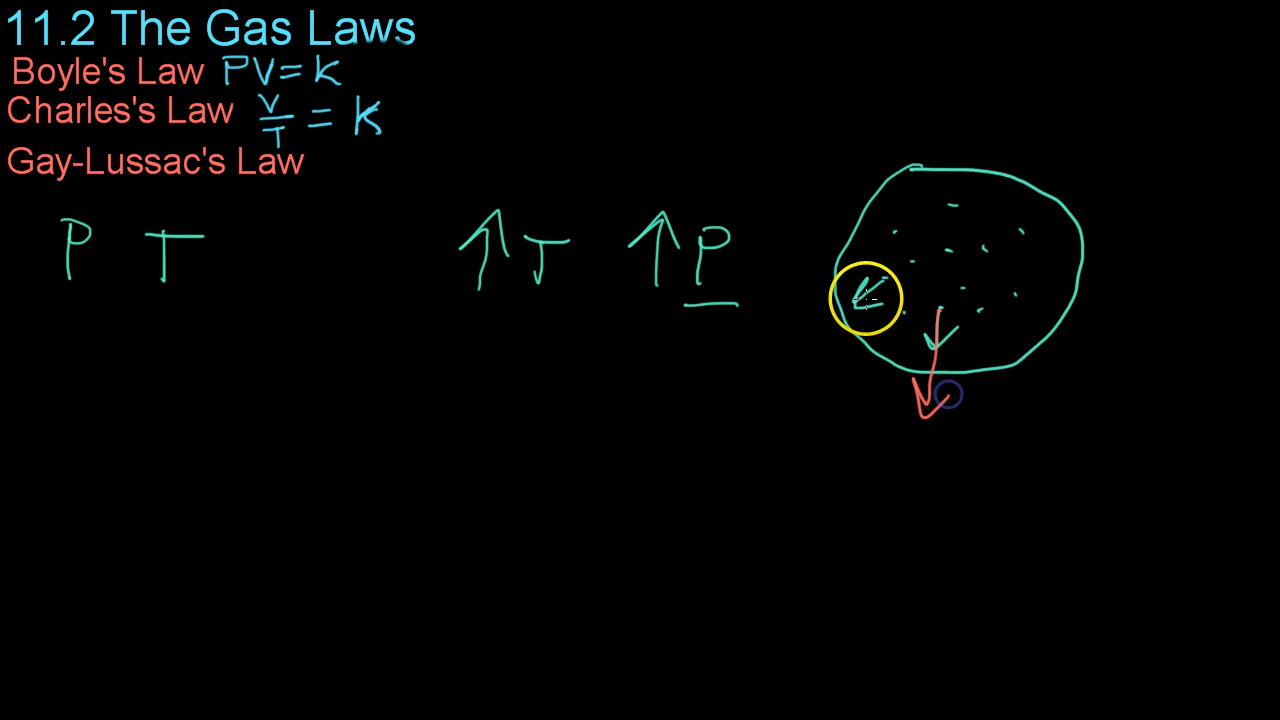 11.2 The Gas Laws
Boyle's Law PV = K
Charles's Law V/T = K
Gay-Lussac's Law
P T ↑T ↑P